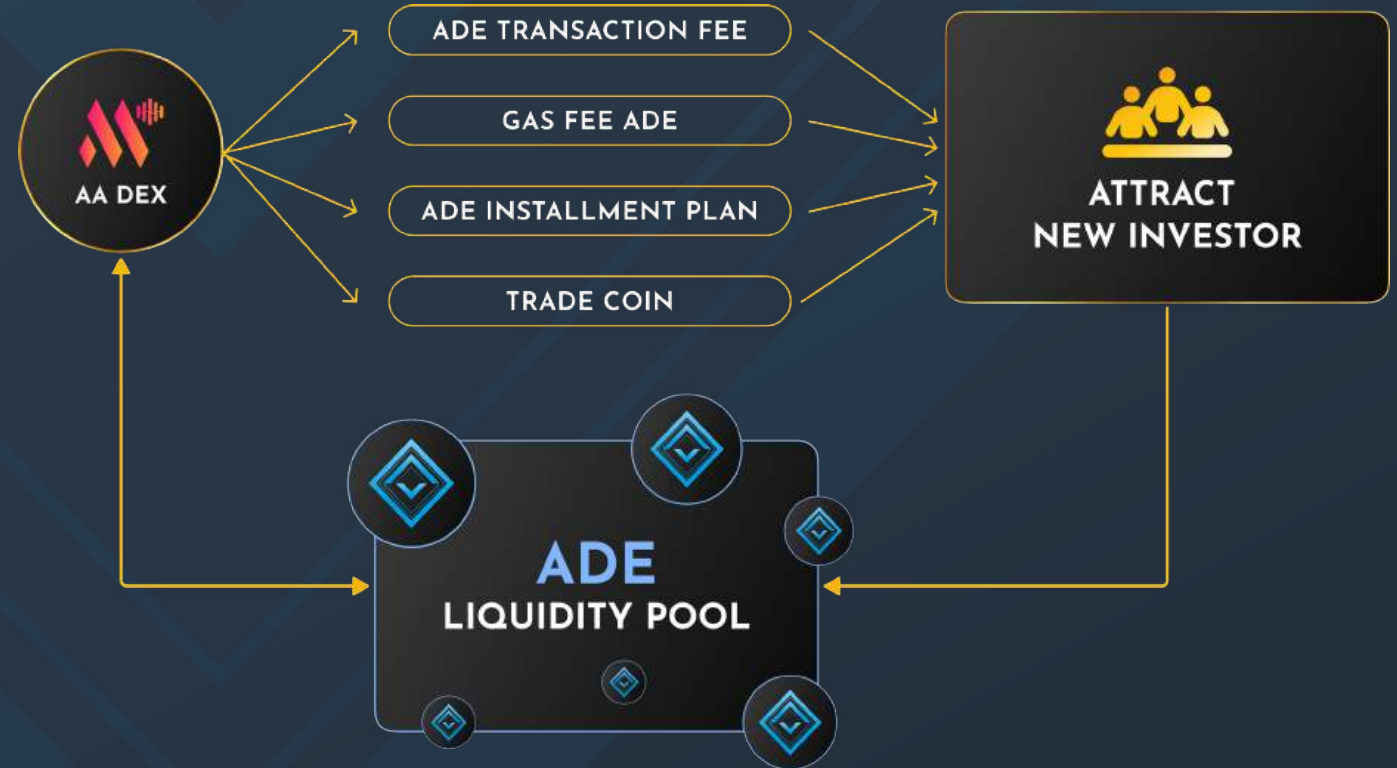 AA DEX
ADE TRANSACTION FEE
GAS FEE ADE
ADE INSTALLMENT PLAN
TRADE COIN
ATTRACT
NEW INVESTOR
ADE
LIQUIDITY POOL